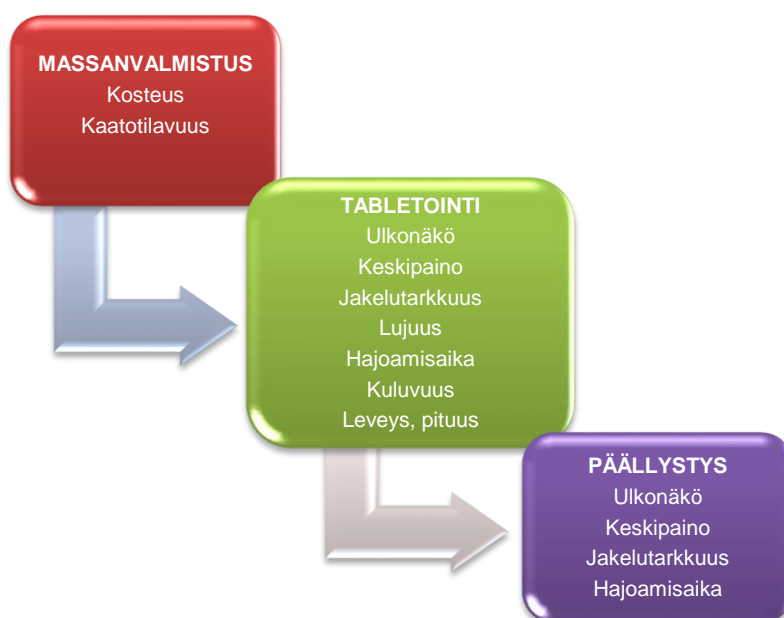 MASSANVALMISTUS
Kosteus
Kaatotilavuus
TABLETOINTI
Ulkonäkö
Keskipaino
Jakelutarkkuus
Lujuus
Hajoamisaika
Kuluvuus
Leveys, pituus
PÄÄLLYSTYS
Ulkonäkö
Keskipaino
Jakelutarkkuus
Hajoamisaika